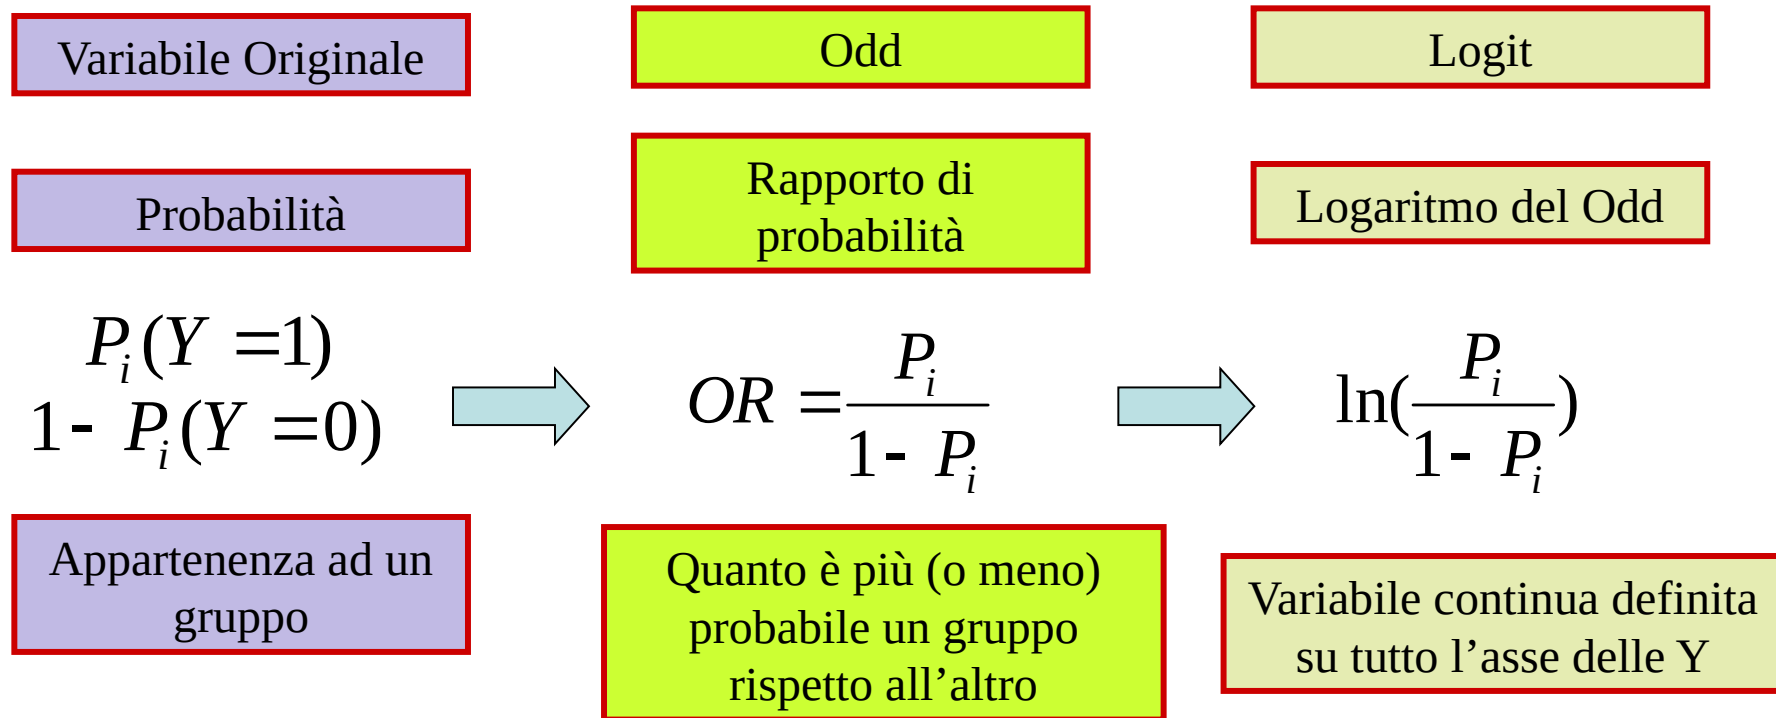 Variabile Originale
Odd
Logit
Probabilità
Rapporto di
probabilità
Logaritmo del Odd
P_i(Y =1)
1- P_i(Y =0)
OR = P_i / 1- P_i
ln( P_i / 1- P_i )
Appartenenza ad un
gruppo
Quanto è più (o meno)
probabile un gruppo
rispetto all’altro
Variabile continua definita
su tutto l’asse delle Y